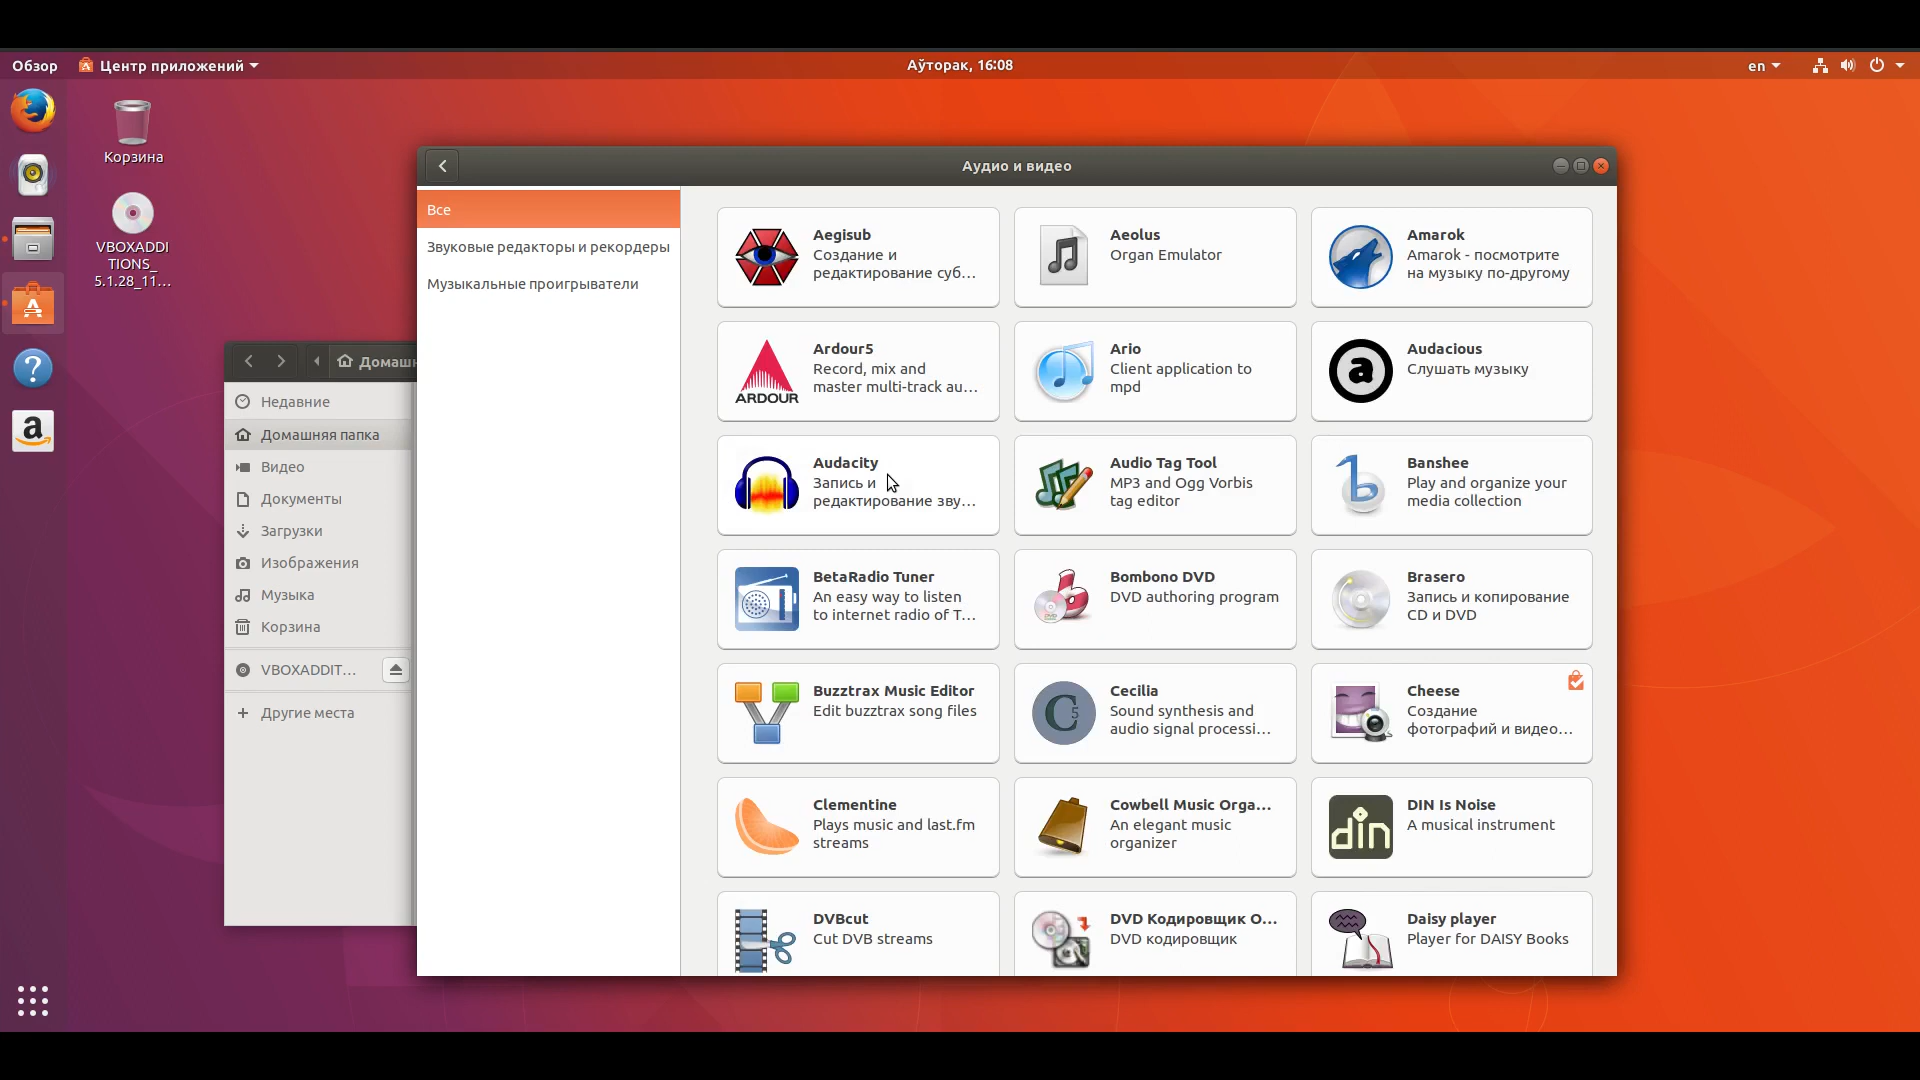 Обзор
Центр приложений
Аўторак, 16:08
en
Корзина
VBOXADDI
TIONS_
5.1.28_11...
Домашн
Недавние
Домашняя папка
Видео
Документы
Загрузки
Изображения
Музыка
Корзина
VBOXADDIT...
Другие места
Аудио и видео
Все
Звуковые редакторы и рекордеры
Музыкальные проигрыватели
Aegisub
Создание и
редактирование суб...
Aeolus
Organ Emulator
Amarok
Amarok - посмотрите
на музыку по-другому
ARDOUR
Ardour5
Record, mix and
master multi-track au...
Ario
Client application to
mpd
Audacious
Слушать музыку
Audacity
Запись и
редактирование зву...
Audio Tag Tool
MP3 and Ogg Vorbis
tag editor
Banshee
Play and organize your
media collection
BetaRadio Tuner
An easy way to listen
to internet radio of T...
Bombono DVD
DVD authoring program
Brasero
Запись и копирование
CD и DVD
Buzztrax Music Editor
Edit buzztrax song files
C5
Cecilia
Sound synthesis and
audio signal processi...
Cheese
Создание
фотографий и видео...
Clementine
Plays music and last.fm
streams
Cowbell Music Orga...
An elegant music
organizer
din
DIN Is Noise
A musical instrument
DVBcut
Cut DVB streams
DVD Кодировщик O...
DVD кодировщик
Daisy player
Player for DAISY Books